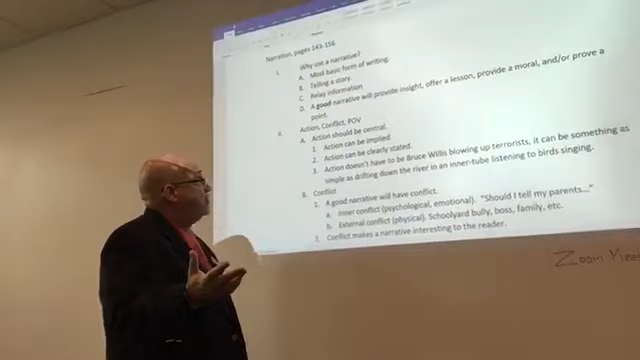 Narration, pages 143-156
I. Why use a narrative?
A. Most basic form of writing.
B. Telling a story.
C. Relay information
D. A good narrative will provide insight, offer a lesson, provide a moral, and/or prove a
point.
II. Action, Conflict, POV
A. Action should be central.
1. Action can be implied
2. Action can be clearly stated.
3. Action doesn't have to be Bruce Willis blowing up terrorists, it can be something as
simple as drifting down the river in an inner-tube listening to birds singing.
B. Conflict
1. A good narrative will have conflict.
a. Inner conflict (psychological, emotional). "Should I tell my parents..."
b. External conflict (physical). Schoolyard bully, boss, family, etc.
2. Conflict makes a narrative interesting to the reader.
Zoom